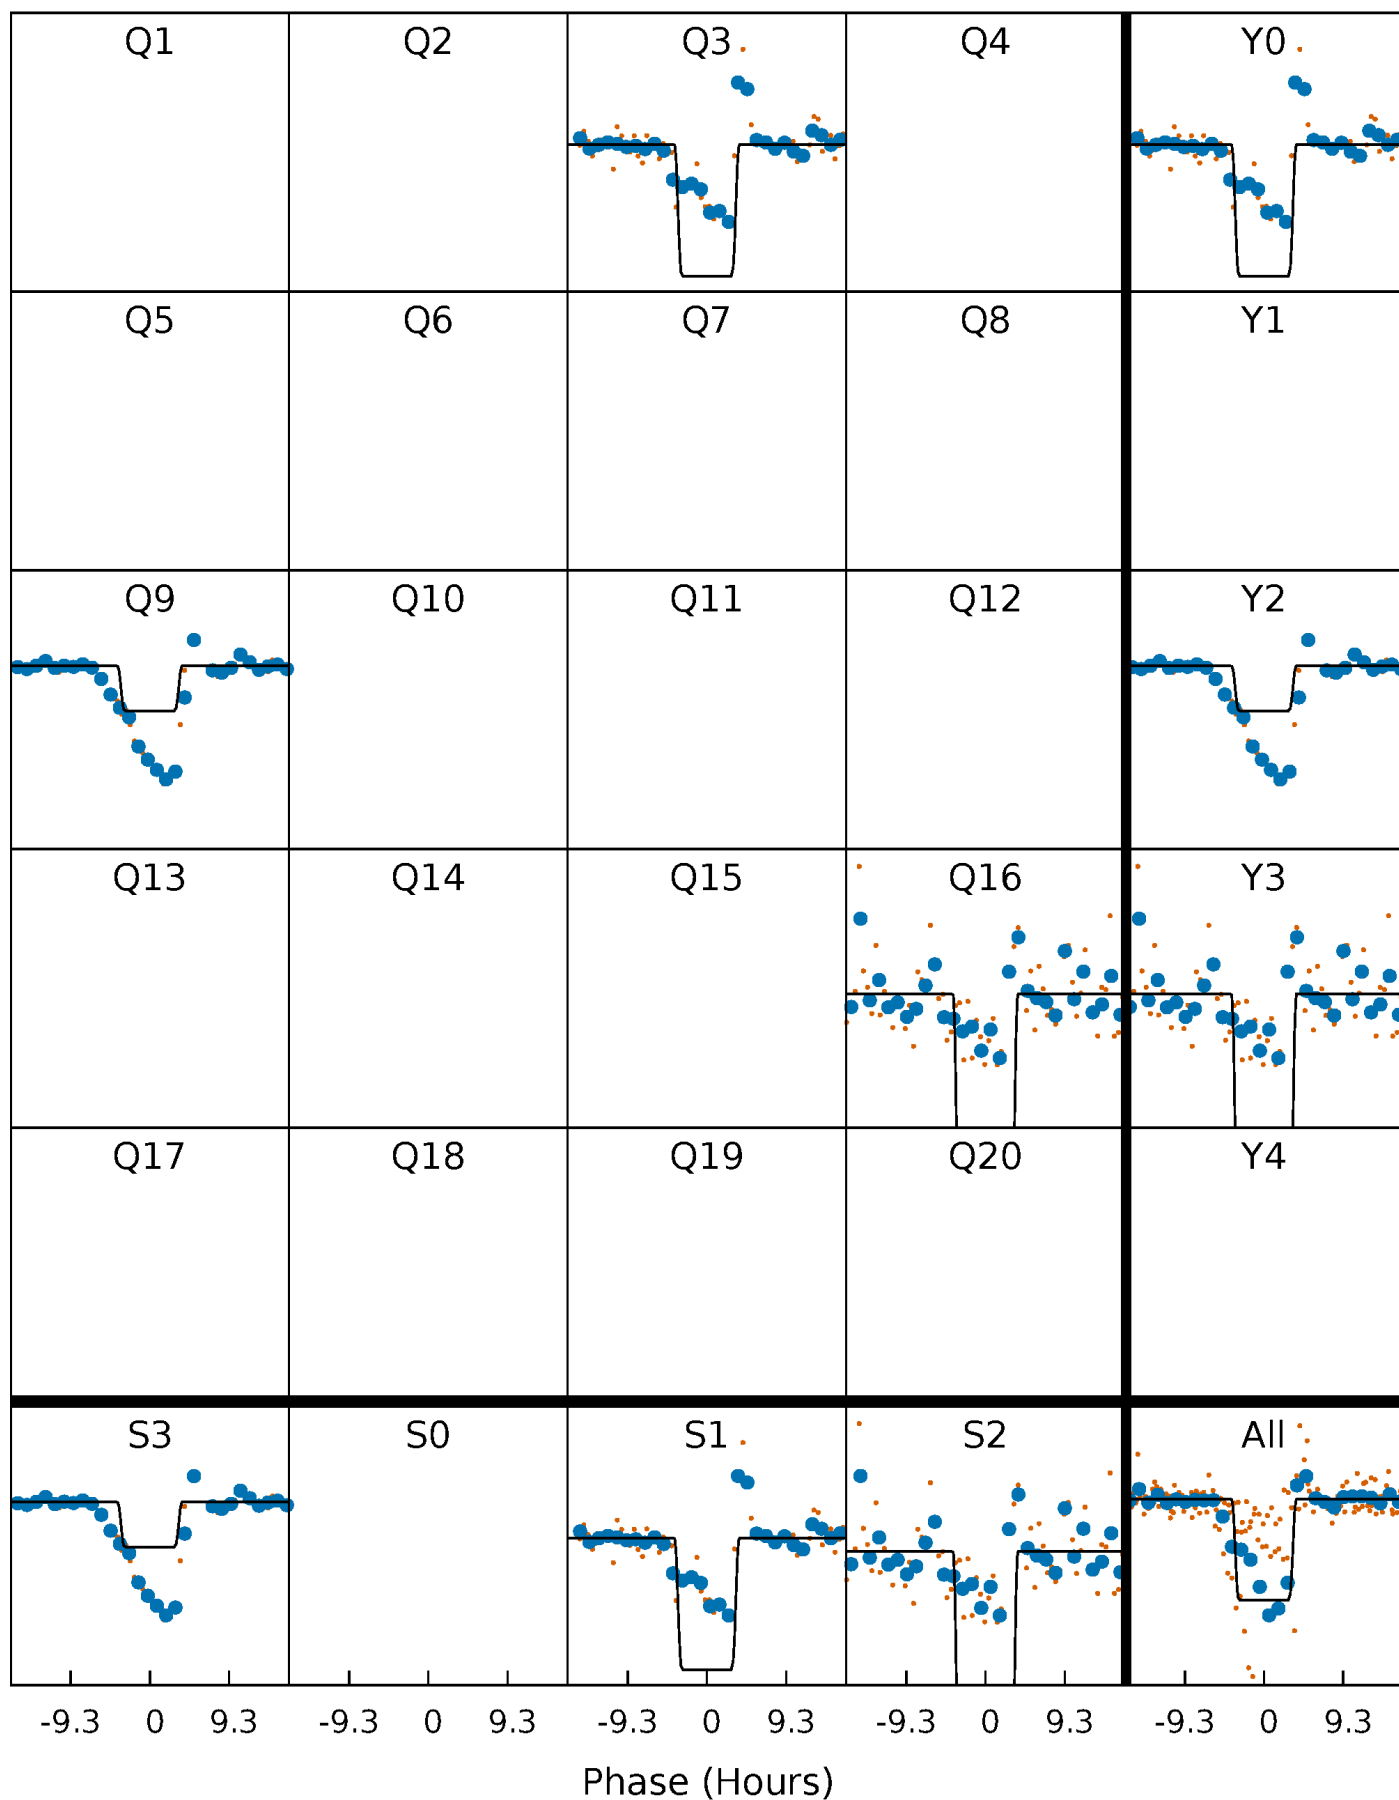 Q1 Q2 Q3 Q4 Y0
Q5 Q6 Q7 Q8 Y1
Q9 Q10 Q11 Q12 Y2
Q13 Q14 Q15 Q16 Y3
Q17 Q18 Q19 Q20 Y4
S3 S0 S1 S2 All
-9.3 0 9.3 -9.3 0 9.3 -9.3 0 9.3 -9.3 0 9.3 -9.3 0 9.3
Phase (Hours)